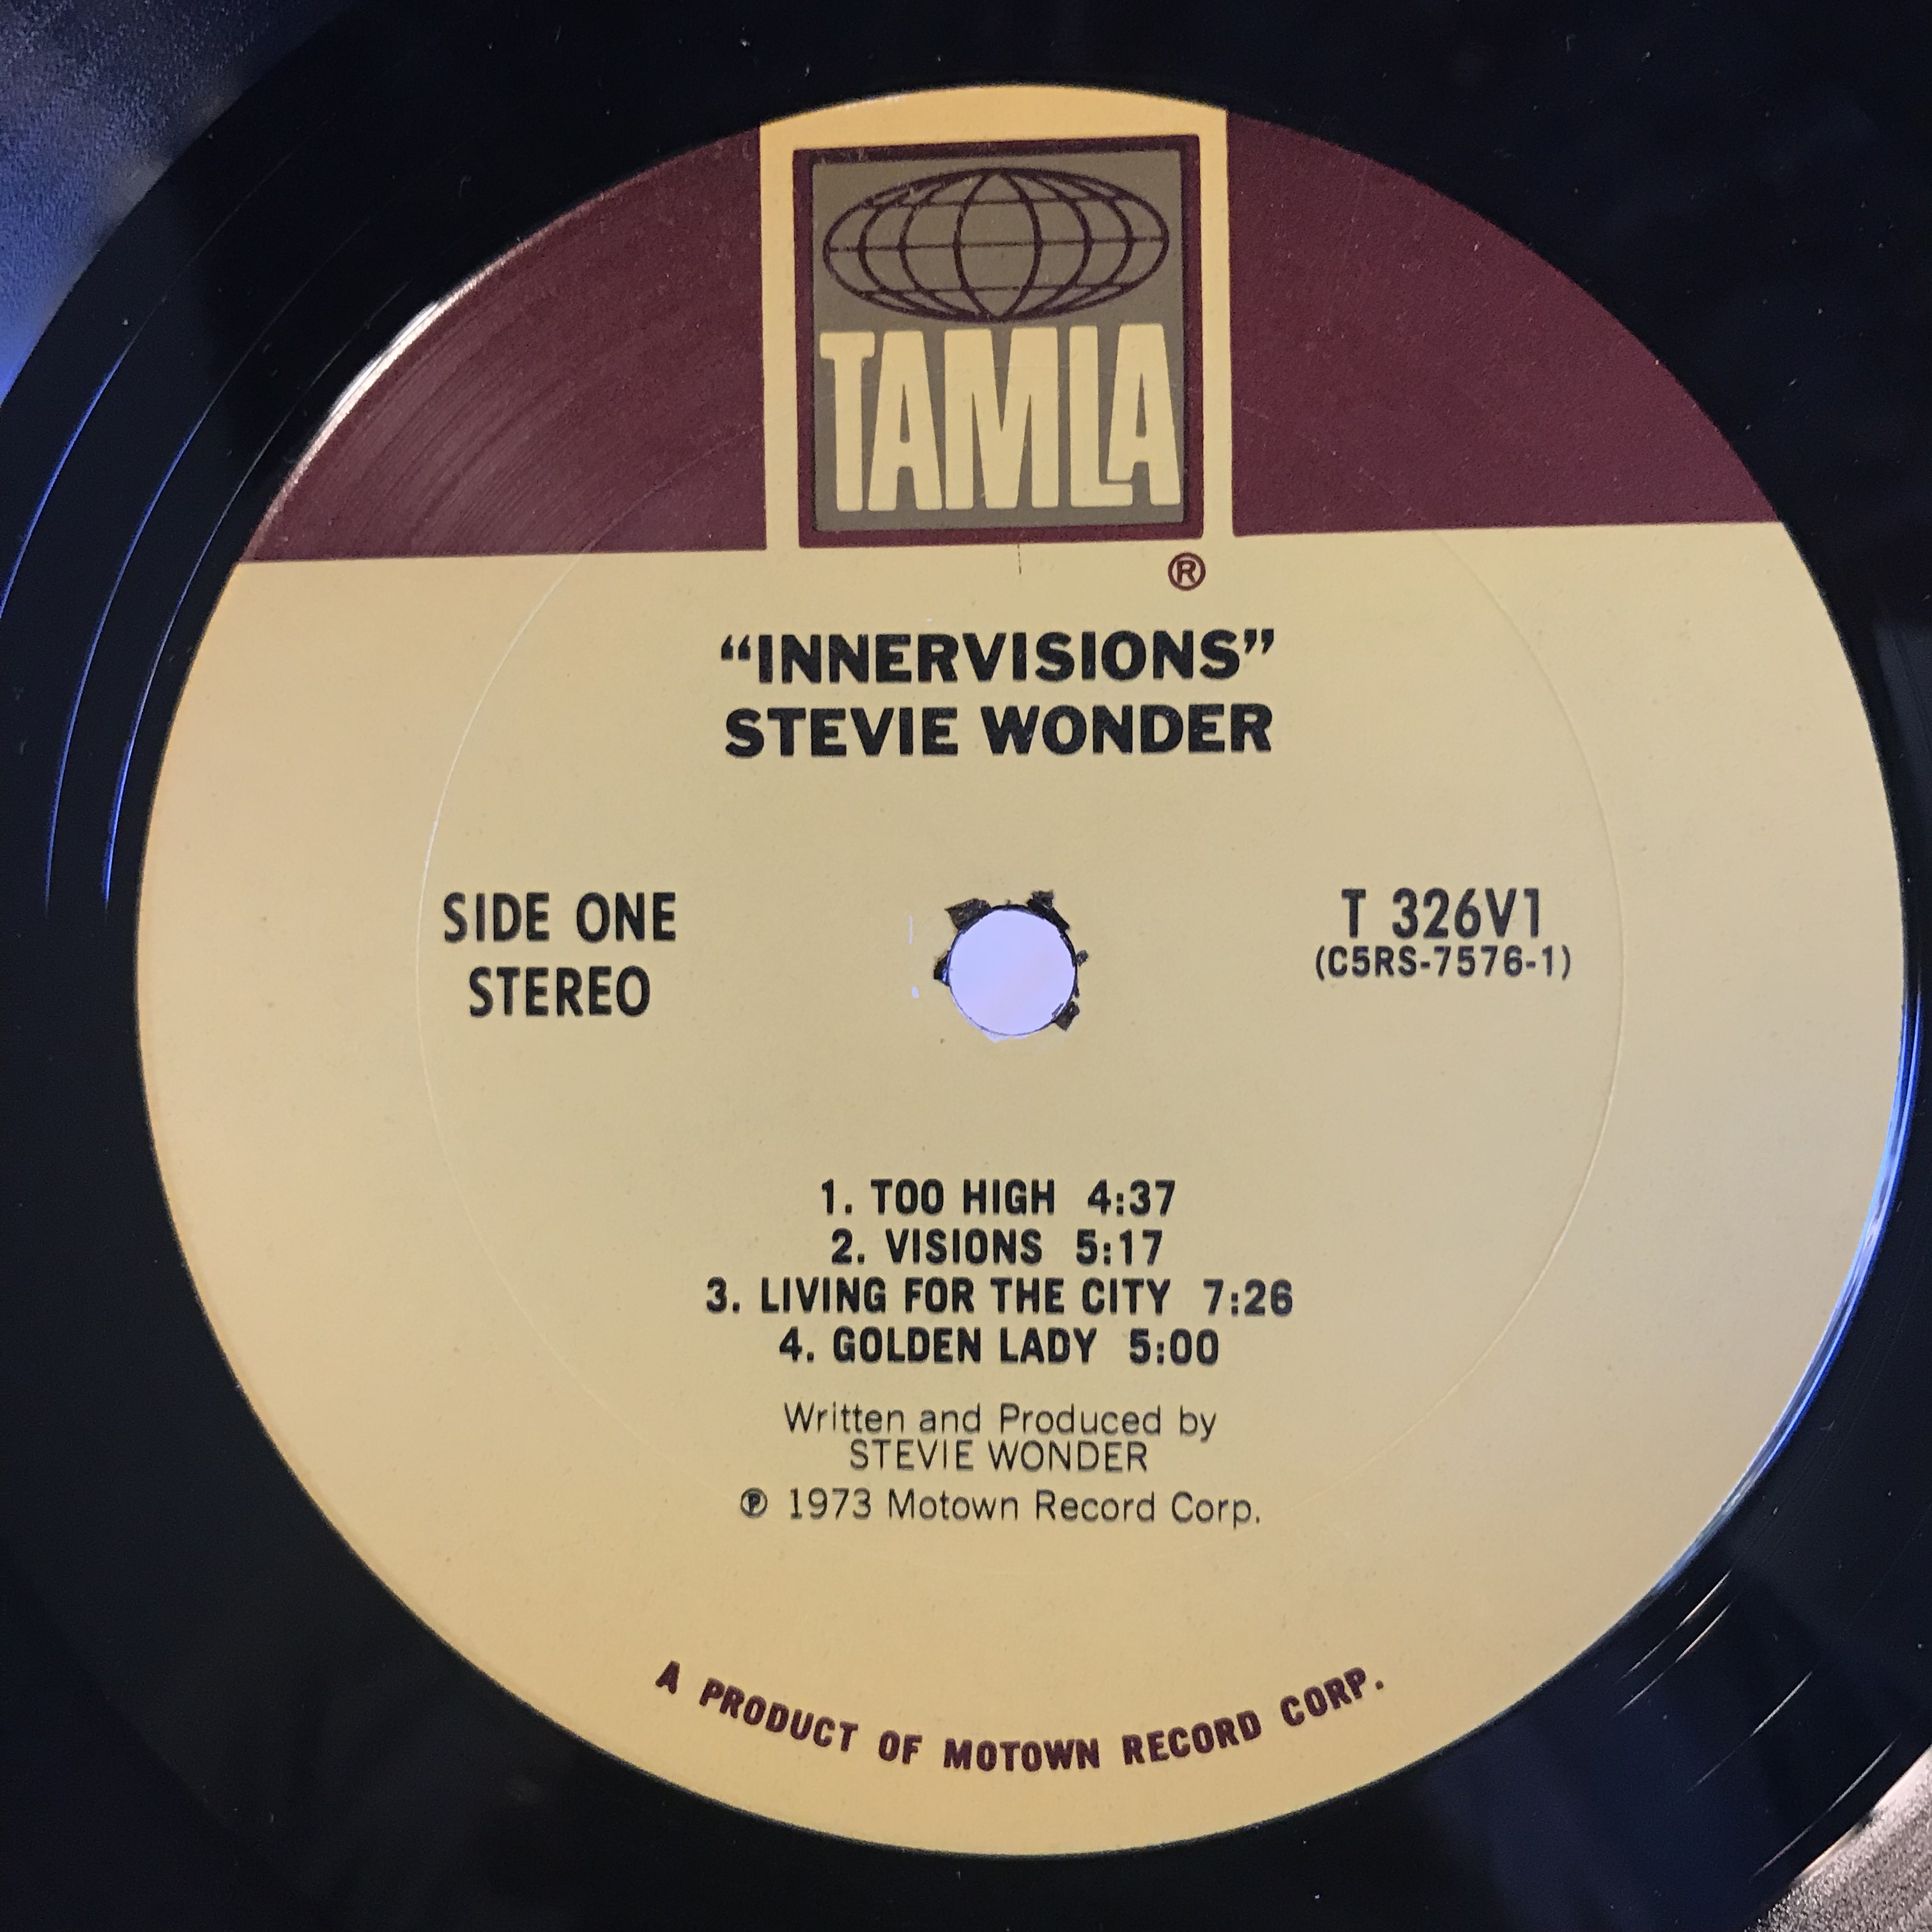 TAMLA
®
“INNERVISIONS”
STEVIE WONDER
SIDE ONE
STEREO
T 326V1
(C5RS-7576-1)
1. TOO HIGH 4:37
2. VISIONS 5:17
3. LIVING FOR THE CITY 7:26
4. GOLDEN LADY 5:00
Written and Produced by
STEVIE WONDER
℗ 1973 Motown Record Corp.
A PRODUCT OF MOTOWN RECORD CORP.